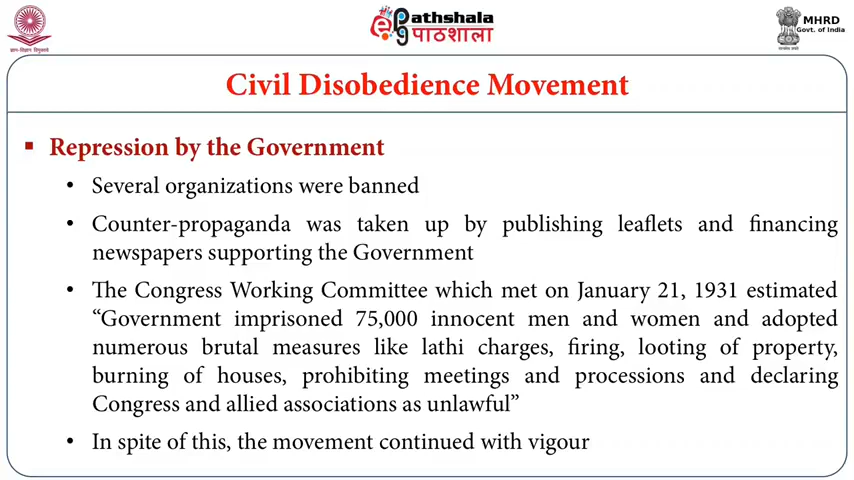 ePathshala
पाठशाला
MHRD
Govt. of India
Civil Disobedience Movement
▪ Repression by the Government
• Several organizations were banned
• Counter-propaganda was taken up by publishing leaflets and financing
newspapers supporting the Government
• The Congress Working Committee which met on January 21, 1931 estimated
“Government imprisoned 75,000 innocent men and women and adopted
numerous brutal measures like lathi charges, firing, looting of property,
burning of houses, prohibiting meetings and processions and declaring
Congress and allied associations as unlawful”
• In spite of this, the movement continued with vigour